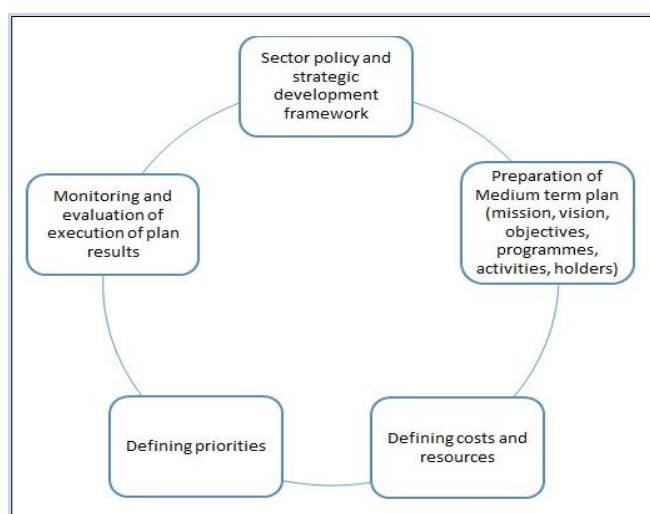 Sector policy and
strategic
development
framework
Preparation of
Medium term plan
(mission, vision,
objectives,
programmes,
activities, holders)
Defining costs and
resources
Defining priorities
Monitoring and
evaluation of
execution of plan
results